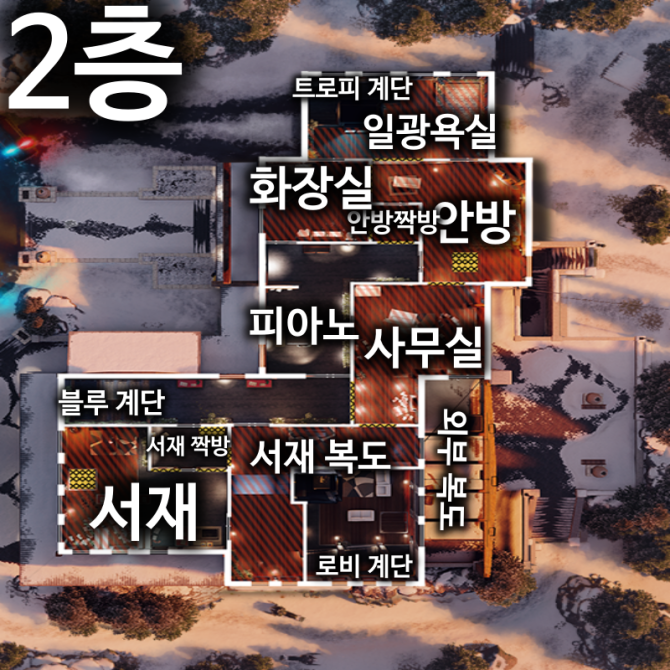 2층
트로피 계단
일광욕실
화장실
안방짝방
안방
피아노
사무실
블루 계단
서재 짝방
서재 복도
외부 복도
서재
로비 계단